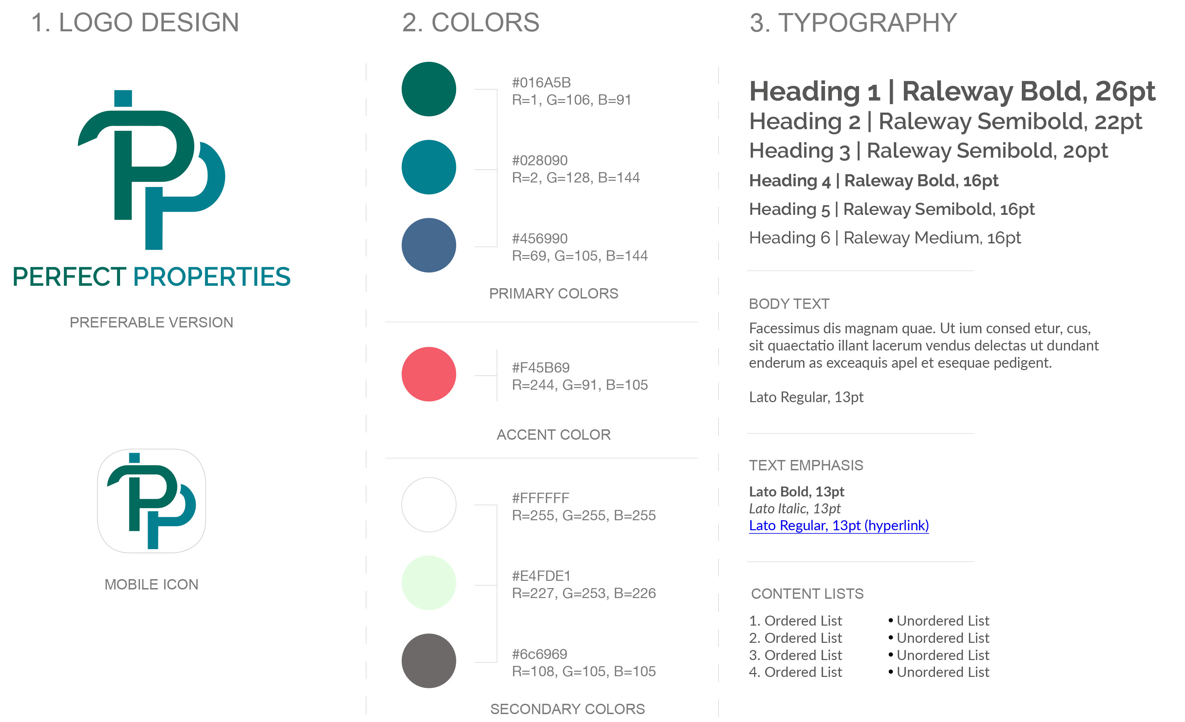 1. LOGO DESIGN
PERFECT PROPERTIES
PREFERABLE VERSION
MOBILE ICON
2. COLORS
#016A5B
R=1, G=106, B=91
#028090
R=2, G=128, B=144
#456990
R=69, G=105, B=144
PRIMARY COLORS
#F45B69
R=244, G=91, B=105
ACCENT COLOR
#FFFFFF
R=255, G=255, B=255
#E4FDE1
R=227, G=253, B=226
#6c6969
R=108, G=105, B=105
SECONDARY COLORS
3. TYPOGRAPHY
Heading 1 | Raleway Bold, 26pt
Heading 2 | Raleway Semibold, 22pt
Heading 3 | Raleway Semibold, 20pt
Heading 4 | Raleway Bold, 16pt
Heading 5 | Raleway Semibold, 16pt
Heading 6 | Raleway Medium, 16pt
BODY TEXT
Facessimus dis magnam quae. Ut ium consed etur, cus,
sit quaectatio illant lacerum vendus delectas ut dundant
enderum as exceaquis apel et esequae pedigent.
Lato Regular, 13pt
TEXT EMPHASIS
Lato Bold, 13pt
Lato Italic, 13pt
Lato Regular, 13pt (hyperlink)
CONTENT LISTS
1. Ordered List
2. Ordered List
3. Ordered List
4. Ordered List
• Unordered List
• Unordered List
• Unordered List
• Unordered List